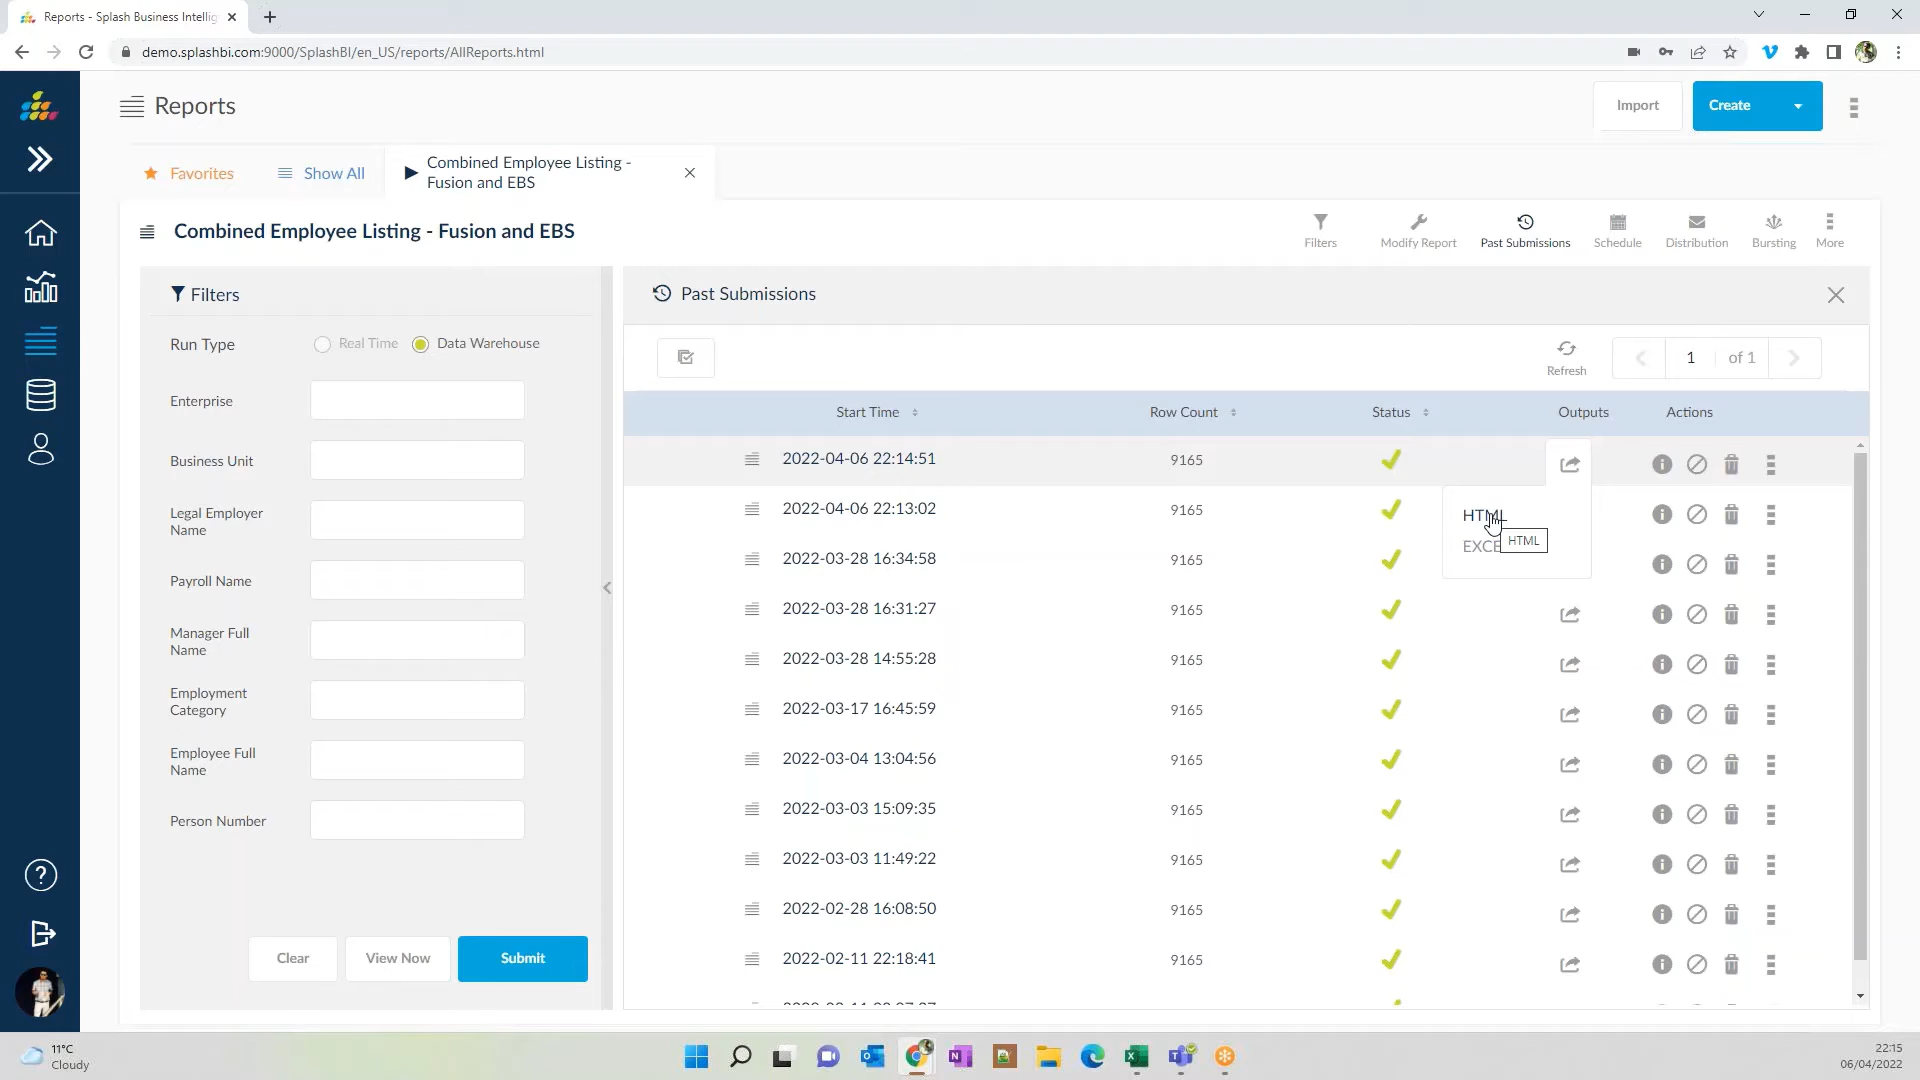 Reports - Splash Business Intellig
demo.splashbi.com:9000/SplashBI/en_US/reports/AllReports.html
Reports
Import
Create
Favorites
Show All
Combined Employee Listing -
Fusion and EBS
Combined Employee Listing - Fusion and EBS
Filters
Modify Report
Past Submissions
Schedule
Distribution
Bursting
More
Filters
Run Type
Real Time
Data Warehouse
Enterprise
Business Unit
Legal Employer
Name
Payroll Name
Manager Full
Name
Employment
Category
Employee Full
Name
Person Number
Clear
View Now
Submit
Past Submissions
Refresh
1 of 1
Start Time Row Count Status Outputs Actions
2022-04-06 22:14:51 9165
2022-04-06 22:13:02 9165
2022-03-28 16:34:58 9165
2022-03-28 16:31:27 9165
2022-03-28 14:55:28 9165
2022-03-17 16:45:59 9165
2022-03-04 13:04:56 9165
2022-03-03 15:09:35 9165
2022-03-03 11:49:22 9165
2022-02-28 16:08:50 9165
2022-02-11 22:18:41 9165
HTML
EXCE
HTML
11°C
Cloudy
22:15
06/04/2022